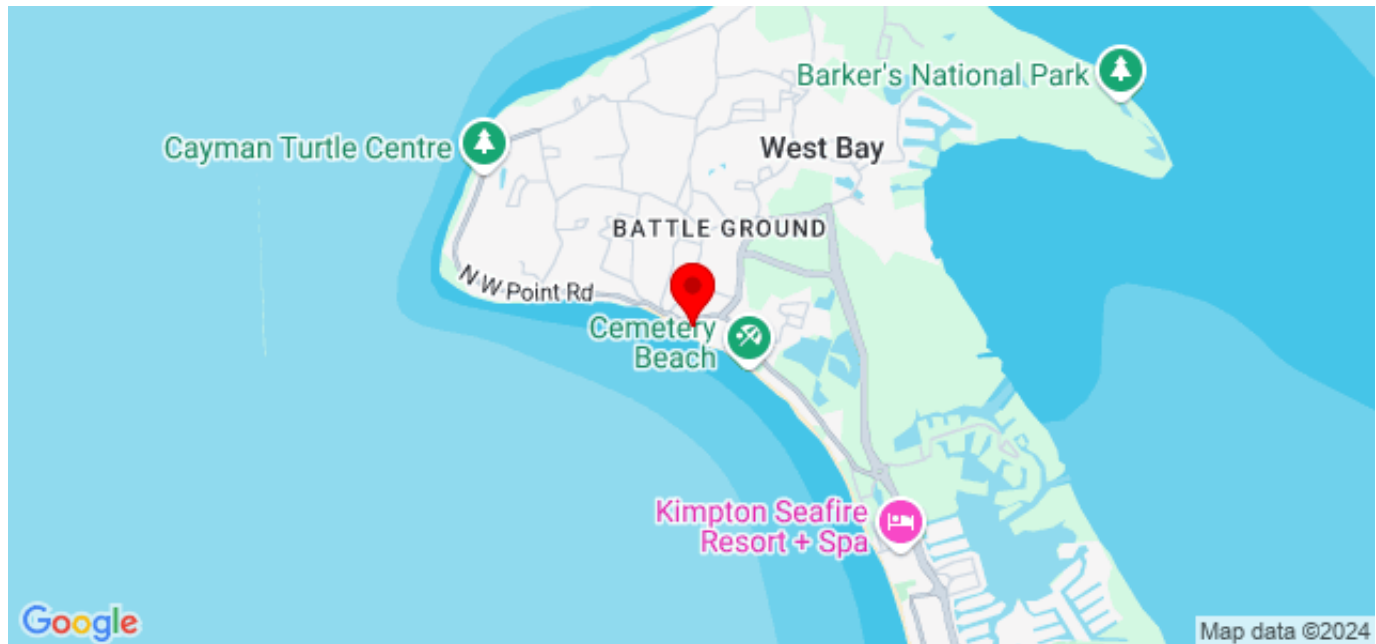 Barker's National Park
Cayman Turtle Centre
West Bay
BATTLE GROUND
N W Point Rd
Cemetery
Beach
Kimpton Seafire
Resort + Spa
Google
Map data ©2024